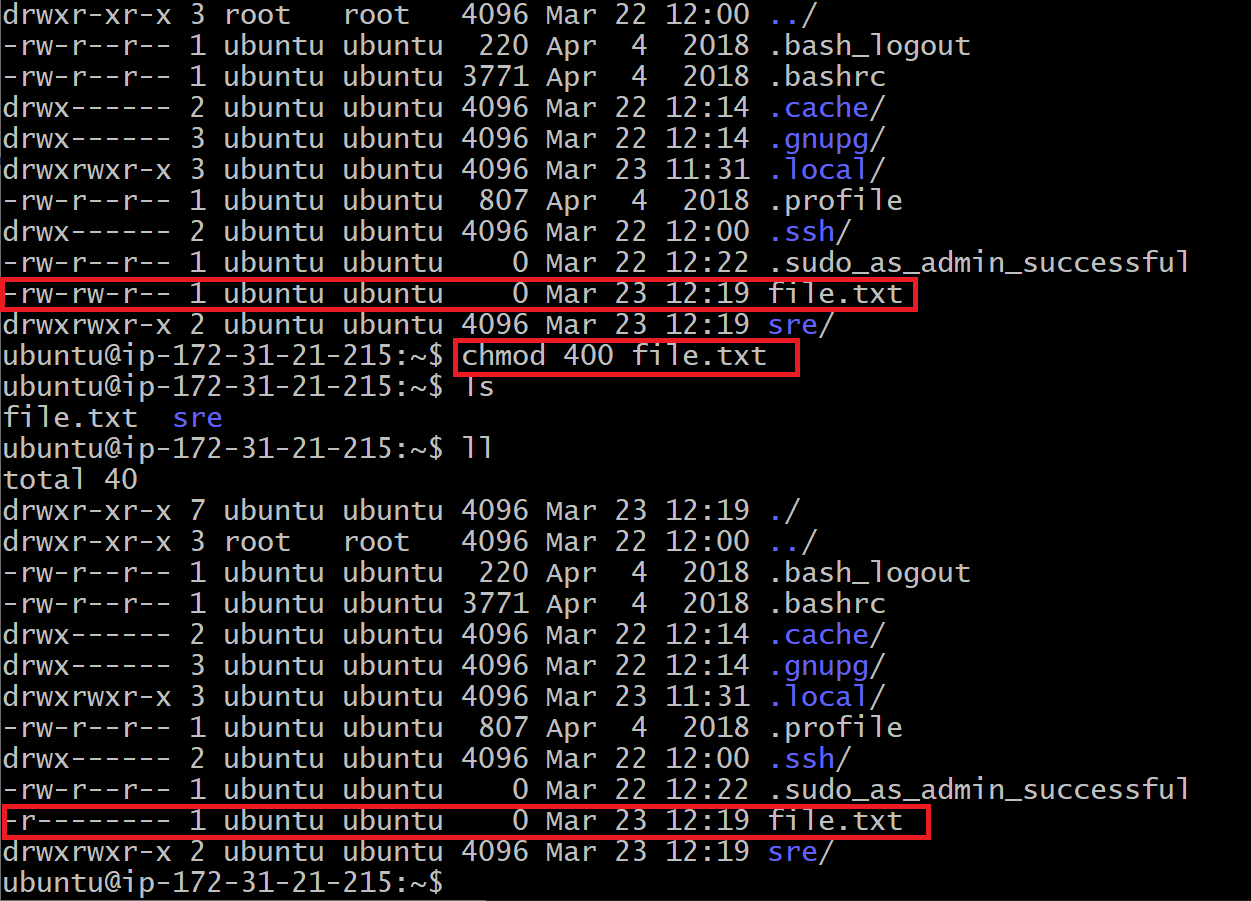 drwxr-xr-x 3 root   root   4096 Mar 22 12:00 ../
-rw-r--r-- 1 ubuntu ubuntu  220 Apr  4  2018 .bash_logout
-rw-r--r-- 1 ubuntu ubuntu 3771 Apr  4  2018 .bashrc
drwx------ 2 ubuntu ubuntu 4096 Mar 22 12:14 .cache/
drwx------ 3 ubuntu ubuntu 4096 Mar 22 12:14 .gnupg/
drwxrwxr-x 3 ubuntu ubuntu 4096 Mar 23 11:31 .local/
-rw-r--r-- 1 ubuntu ubuntu  807 Apr  4  2018 .profile
drwx------ 2 ubuntu ubuntu 4096 Mar 22 12:00 .ssh/
-rw-r--r-- 1 ubuntu ubuntu    0 Mar 22 12:22 .sudo_as_admin_successful
-rw-rw-r-- 1 ubuntu ubuntu    0 Mar 23 12:19 file.txt
drwxrwxr-x 2 ubuntu ubuntu 4096 Mar 23 12:19 sre/
ubuntu@ip-172-31-21-215:~$ chmod 400 file.txt
ubuntu@ip-172-31-21-215:~$ ls
file.txt  sre
ubuntu@ip-172-31-21-215:~$ ll
total 40
drwxr-xr-x 7 ubuntu ubuntu 4096 Mar 23 12:19 ./
drwxr-xr-x 3 root   root   4096 Mar 22 12:00 ../
-rw-r--r-- 1 ubuntu ubuntu  220 Apr  4  2018 .bash_logout
-rw-r--r-- 1 ubuntu ubuntu 3771 Apr  4  2018 .bashrc
drwx------ 2 ubuntu ubuntu 4096 Mar 22 12:14 .cache/
drwx------ 3 ubuntu ubuntu 4096 Mar 22 12:14 .gnupg/
drwxrwxr-x 3 ubuntu ubuntu 4096 Mar 23 11:31 .local/
-rw-r--r-- 1 ubuntu ubuntu  807 Apr  4  2018 .profile
drwx------ 2 ubuntu ubuntu 4096 Mar 22 12:00 .ssh/
-rw-r--r-- 1 ubuntu ubuntu    0 Mar 22 12:22 .sudo_as_admin_successful
-r-------- 1 ubuntu ubuntu    0 Mar 23 12:19 file.txt
drwxrwxr-x 2 ubuntu ubuntu 4096 Mar 23 12:19 sre/
ubuntu@ip-172-31-21-215:~$